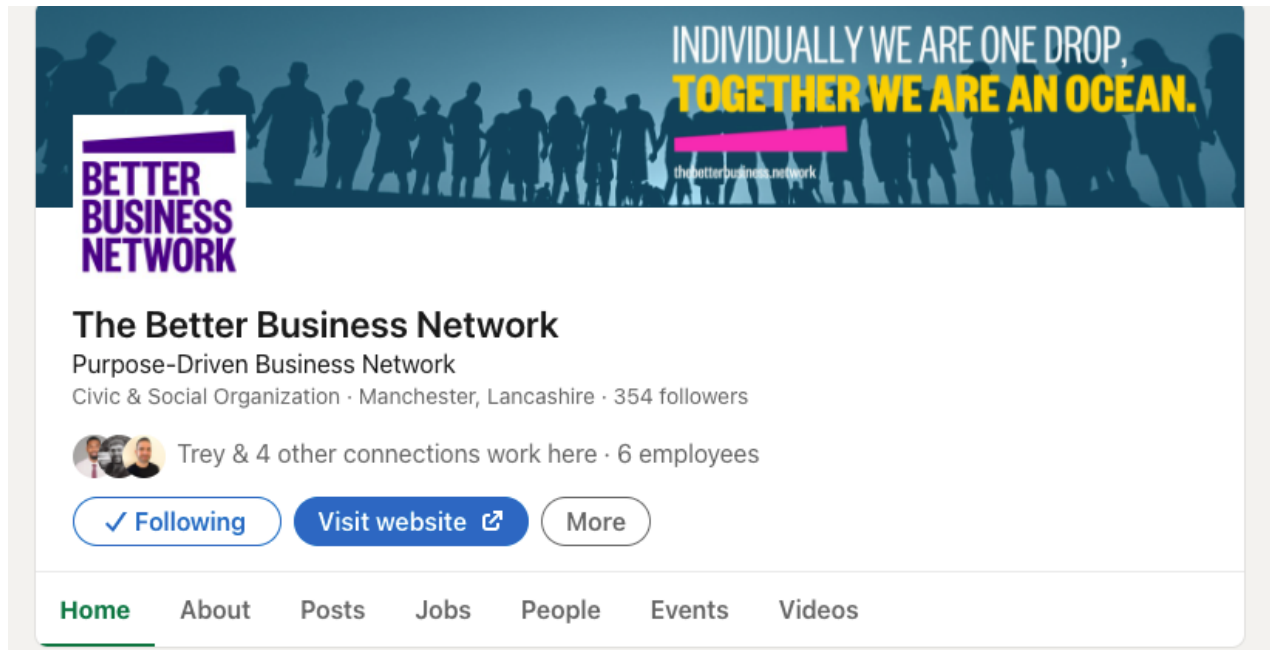 INDIVIDUALLY WE ARE ONE DROP,
TOGETHER WE ARE AN OCEAN.
thebetterbusiness.network
BETTER
BUSINESS
NETWORK
The Better Business Network
Purpose-Driven Business Network
Civic & Social Organization · Manchester, Lancashire · 354 followers
Trey & 4 other connections work here · 6 employees
Following Visit website More
Home About Posts Jobs People Events Videos